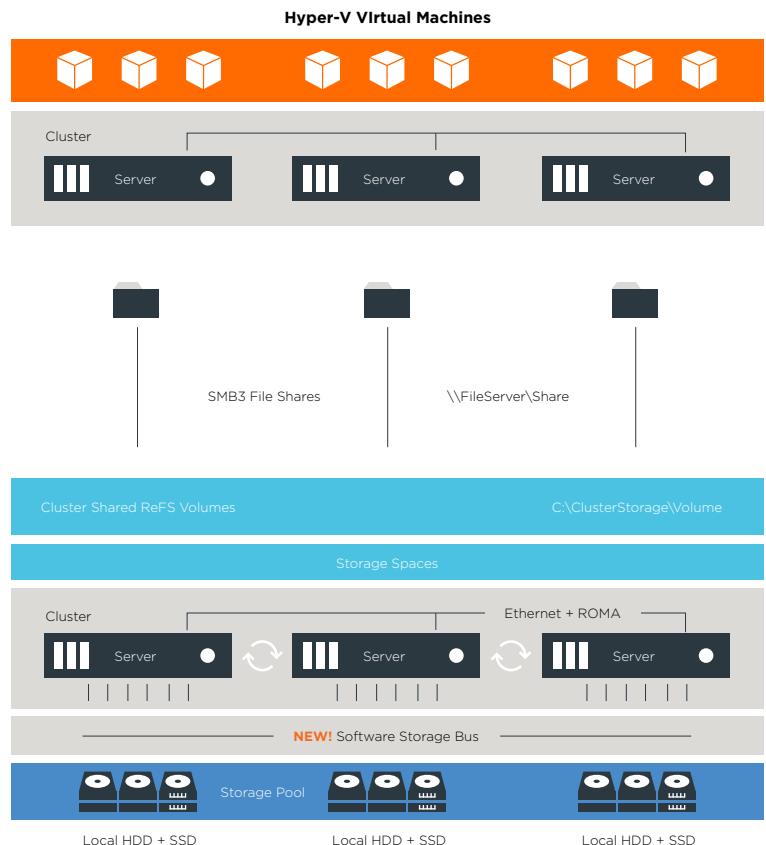 Hyper-V VIrtual Machines
Cluster
Server Server Server
SMB3 File Shares \\FileServer\Share
Cluster Shared ReFS Volumes C:\ClusterStorage\Volume
Storage Spaces
Cluster Ethernet + ROMA
Server Server Server
NEW! Software Storage Bus
Storage Pool
Local HDD + SSD Local HDD + SSD Local HDD + SSD